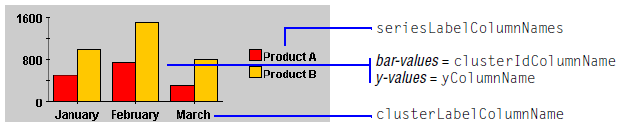 1600
800
0
January February March
Product A
Product B
seriesLabelColumnNames
bar-values = clusterIdColumnName
y-values = yColumnName
clusterLabelColumnName